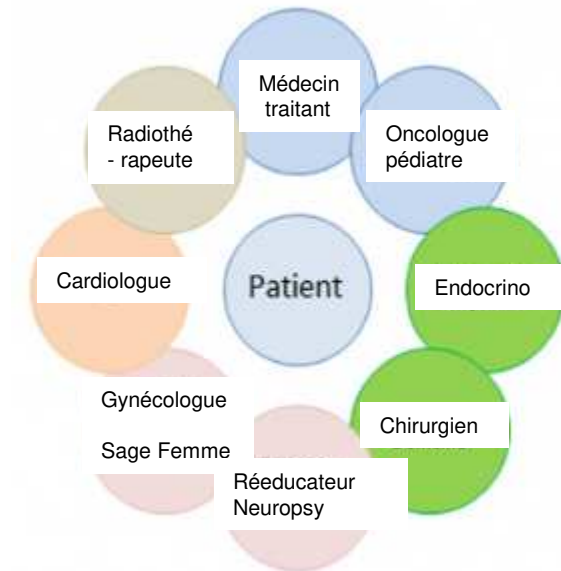 Médecin
traitant
Radiothé
- rapeute
Oncologue
pédiatre
Cardiologue
Patient
Endocrino
Gynécologue
Sage Femme
Chirurgien
Réeducateur
Neuropsy